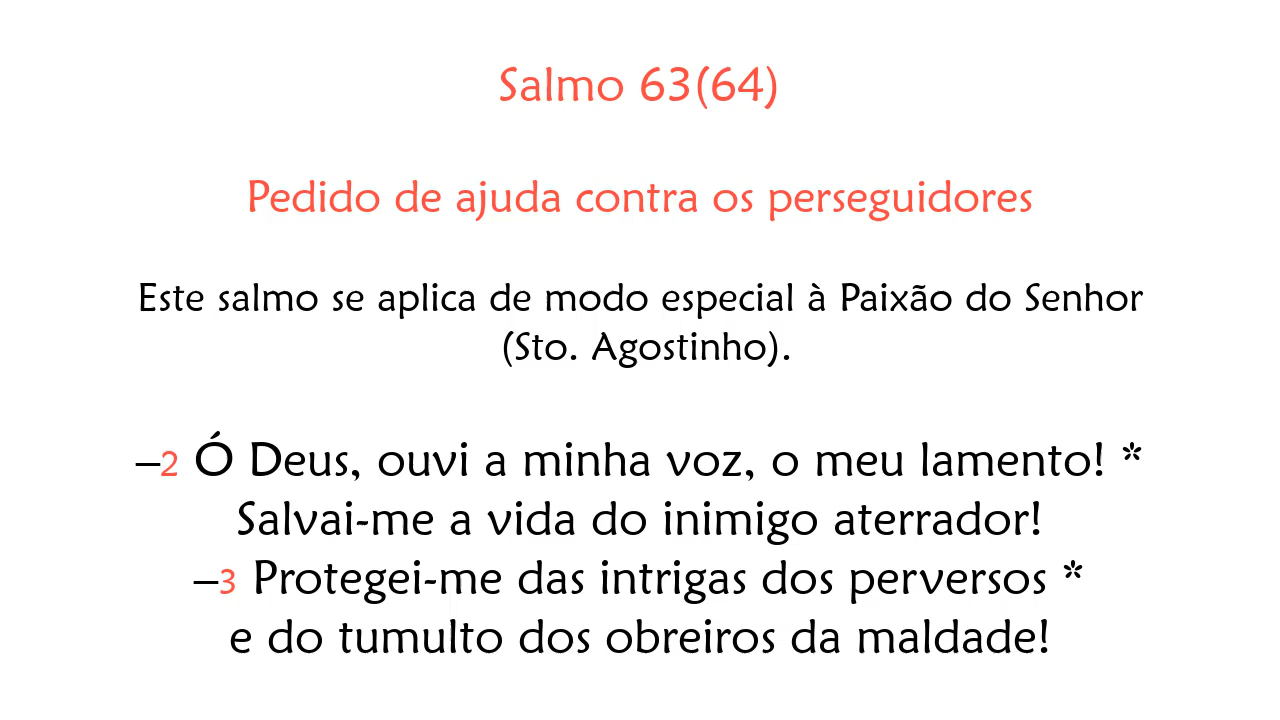 Salmo 63(64)
Pedido de ajuda contra os perseguidores
Este salmo se aplica de modo especial à Paixão do Senhor
(Sto. Agostinho).
–2 Ó Deus, ouvi a minha voz, o meu lamento! *
Salvai-me a vida do inimigo aterrador!
–3 Protegei-me das intrigas dos perversos *
e do tumulto dos obreiros da maldade!